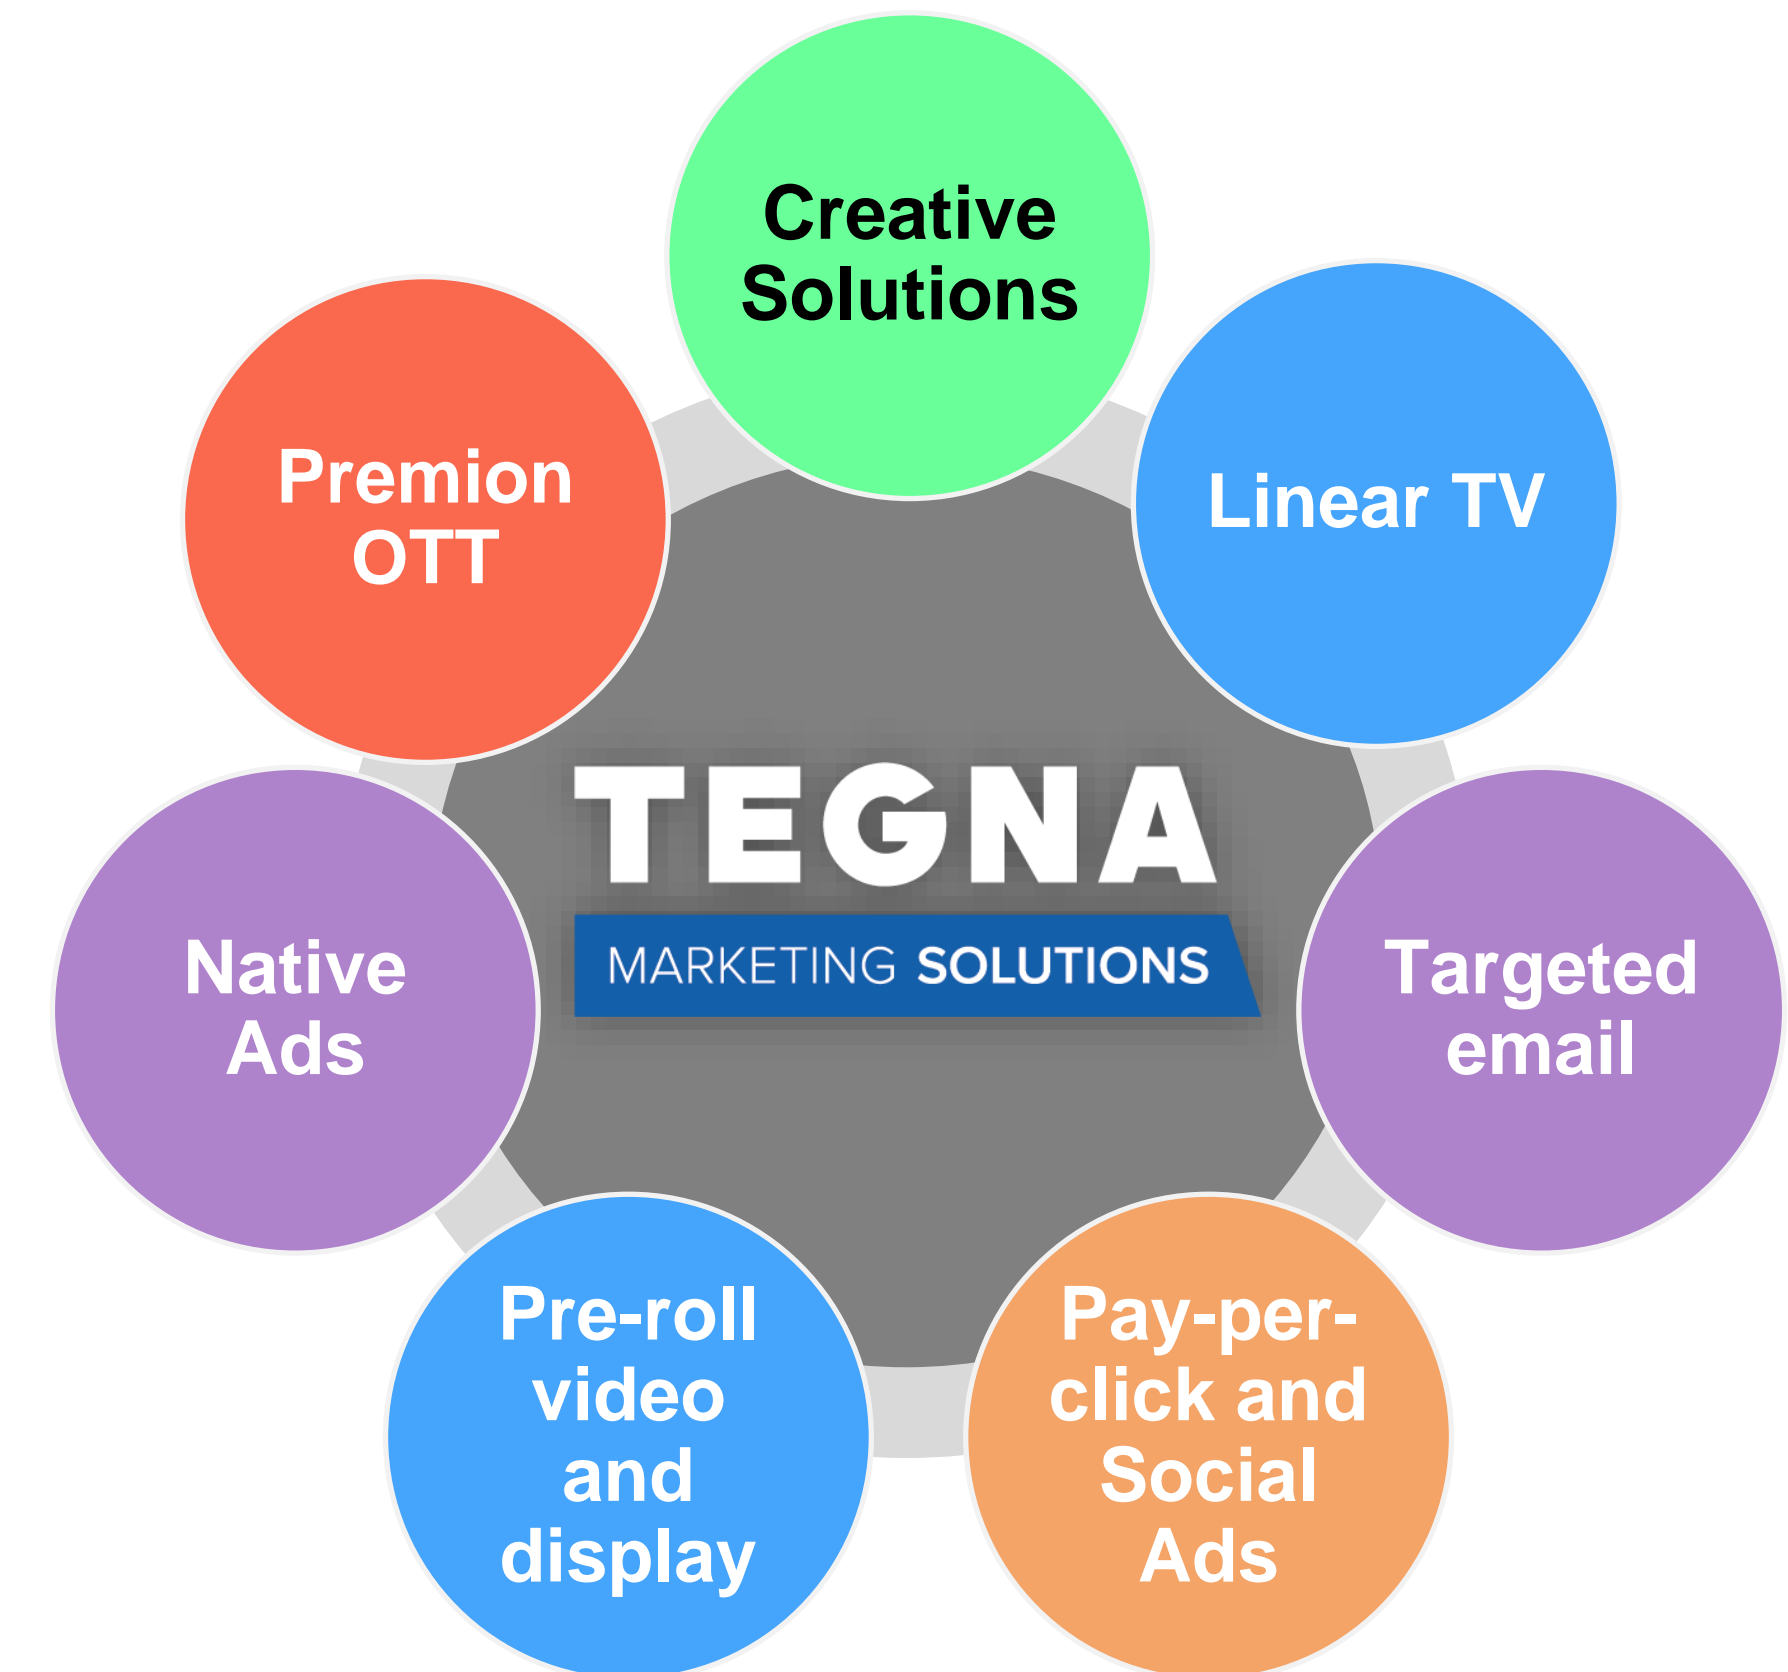 Creative
Solutions
Linear TV
Targeted
email
Pay-per-
click and
Social
Ads
Pre-roll
video
and
display
Native
Ads
Premion
OTT
TEGNA
MARKETING SOLUTIONS